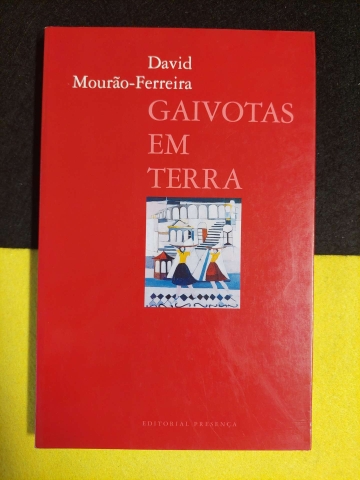 David
Mourão-Ferreira
GAIVOTAS
EM
TERRA
EDITORIAL PRESENÇA